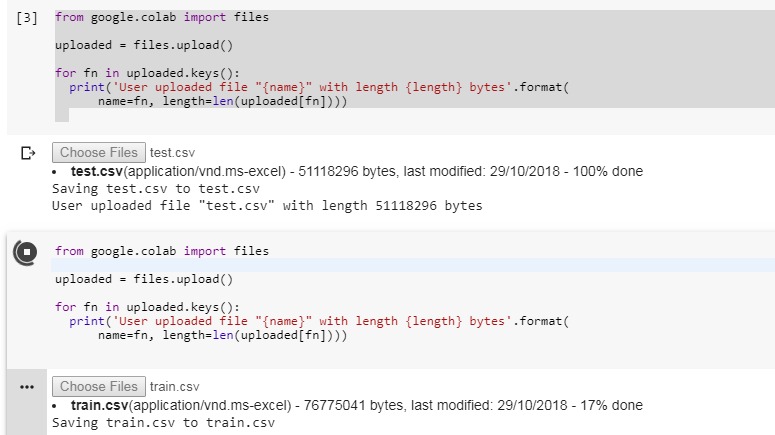 [3] from google.colab import files
uploaded = files.upload()
for fn in uploaded.keys():
print('User uploaded file "{name}" with length {length} bytes'.format(
name=fn, length=len(uploaded[fn])))
Choose Files test.csv
• test.csv(application/vnd.ms-excel) - 51118296 bytes, last modified: 29/10/2018 - 100% done
Saving test.csv to test.csv
User uploaded file "test.csv" with length 51118296 bytes
from google.colab import files
uploaded = files.upload()
for fn in uploaded.keys():
print('User uploaded file "{name}" with length {length} bytes'.format(
name=fn, length=len(uploaded[fn])))
Choose Files train.csv
• train.csv(application/vnd.ms-excel) - 76775041 bytes, last modified: 29/10/2018 - 17% done
Saving train.csv to train.csv